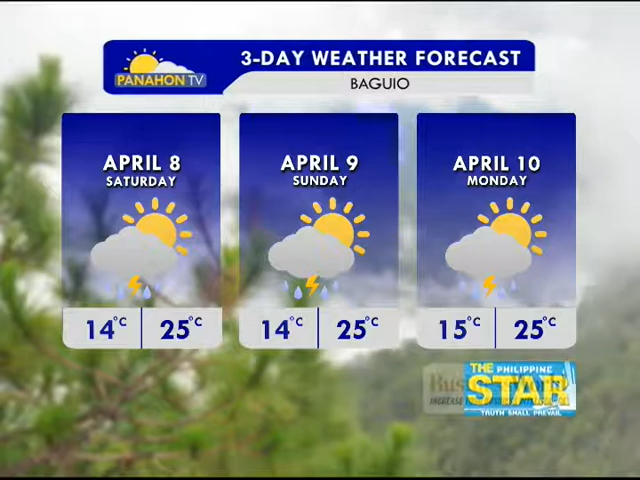 3-DAY WEATHER FORECAST
PANAHON TV
BAGUIO
APRIL 8
SATURDAY
14°C 25°C
APRIL 9
SUNDAY
14°C 25°C
APRIL 10
MONDAY
15°C 25°C
THE PHILIPPINE
STAR
TRUTH SHALL PREVAIL